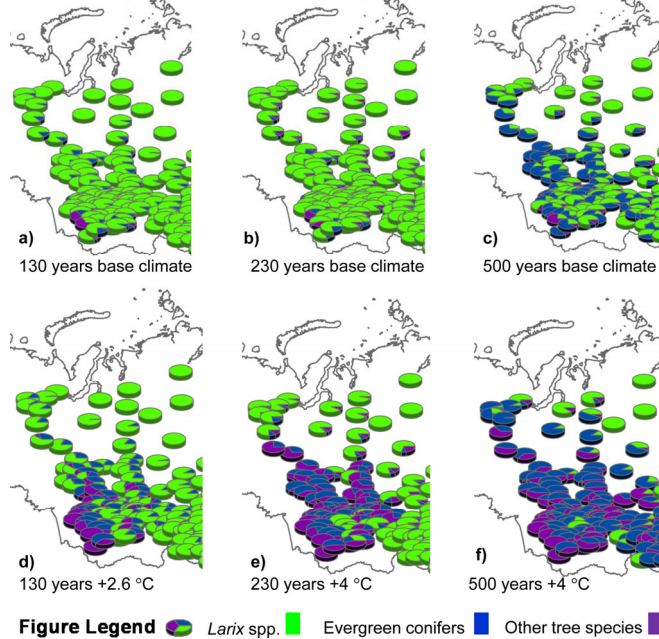 a)
130 years base climate
b)
230 years base climate
c)
500 years base climate
d)
130 years +2.6 °C
e)
230 years +4 °C
f)
500 years +4 °C
Figure Legend Larix spp. Evergreen conifers Other tree species